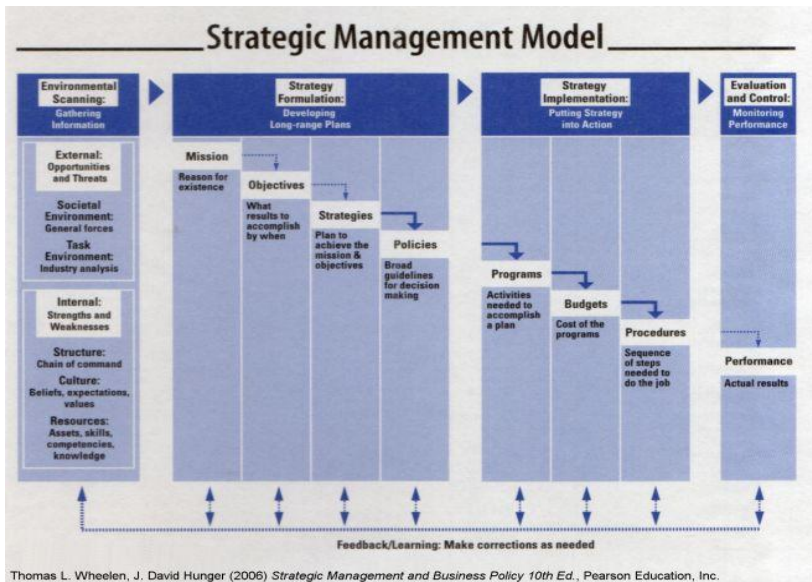 Strategic Management Model
Environmental
Scanning:
Gathering
Information
Strategy
Formulation:
Developing
Long-range Plans
Strategy
Implementation:
Putting Strategy
into Action
Evaluation
and Control:
Monitoring
Performance
External:
Opportunities
and Threats
Societal
Environment:
General forces
Task
Environment:
Industry analysis
Internal:
Strengths and
Weaknesses
Structure:
Chain of command
Culture:
Beliefs, expectations,
values
Resources:
Assets, skills,
competencies,
knowledge
Mission
Reason for
existence
Objectives
What
results to
accomplish
by when
Strategies
Plan to
achieve the
mission &
objectives
Policies
Broad
guidelines
for decision
making
Programs
Activities
needed to
accomplish
a plan
Budgets
Cost of the
programs
Procedures
Sequence
of steps
needed to
do the job
Performance
Actual results
Feedback/Learning: Make corrections as needed
Thomas L. Wheelen, J. David Hunger (2006) Strategic Management and Business Policy 10th Ed., Pearson Education, Inc.